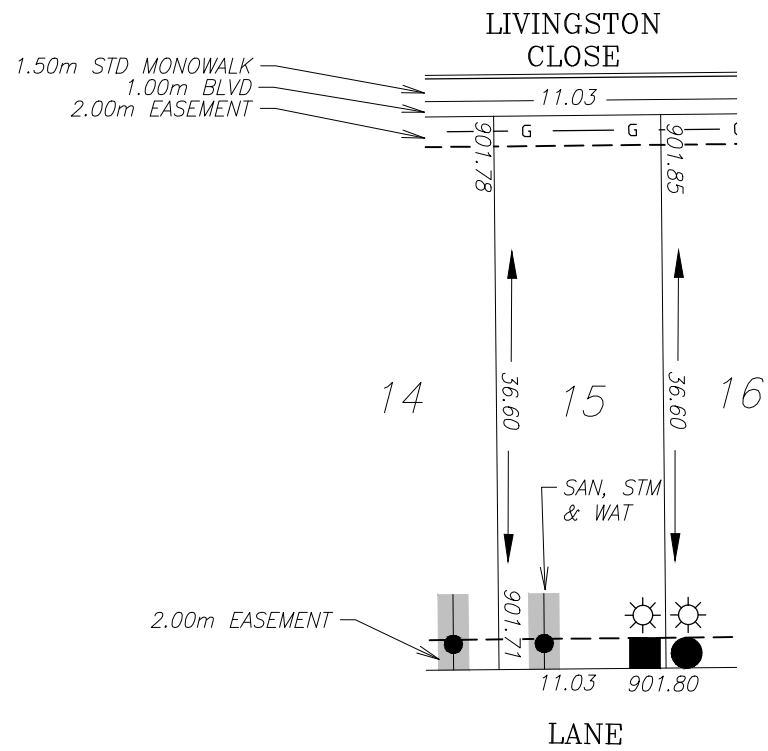 LIVINGSTON
CLOSE
1.50m STD MONOWALK
1.00m BLVD
2.00m EASEMENT
11.03
G
G
901.78
901.85
36.60
36.60
14
15
16
SAN, STM
& WAT
2.00m EASEMENT
901.71
11.03
901.80
LANE